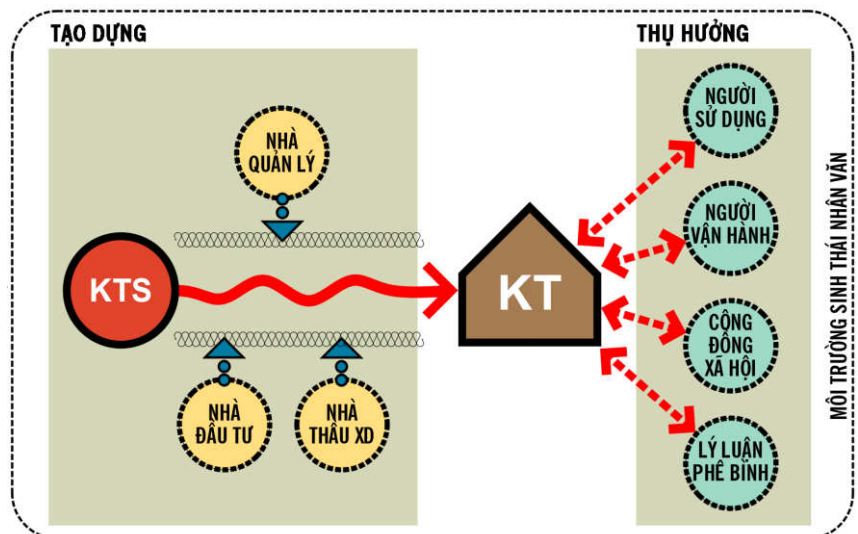 TẠO DỰNG
NHÀ
QUẢN LÝ
KTS
NHÀ
ĐẦU TƯ
NHÀ
THẦU XD
KT
THỤ HƯỞNG
NGƯỜI
SỬ DỤNG
NGƯỜI
VẬN HÀNH
CỘNG
ĐỒNG
XÃ HỘI
LÝ LUẬN
PHÊ BÌNH
MÔI TRƯỜNG SINH THÁI NHÂN VĂN